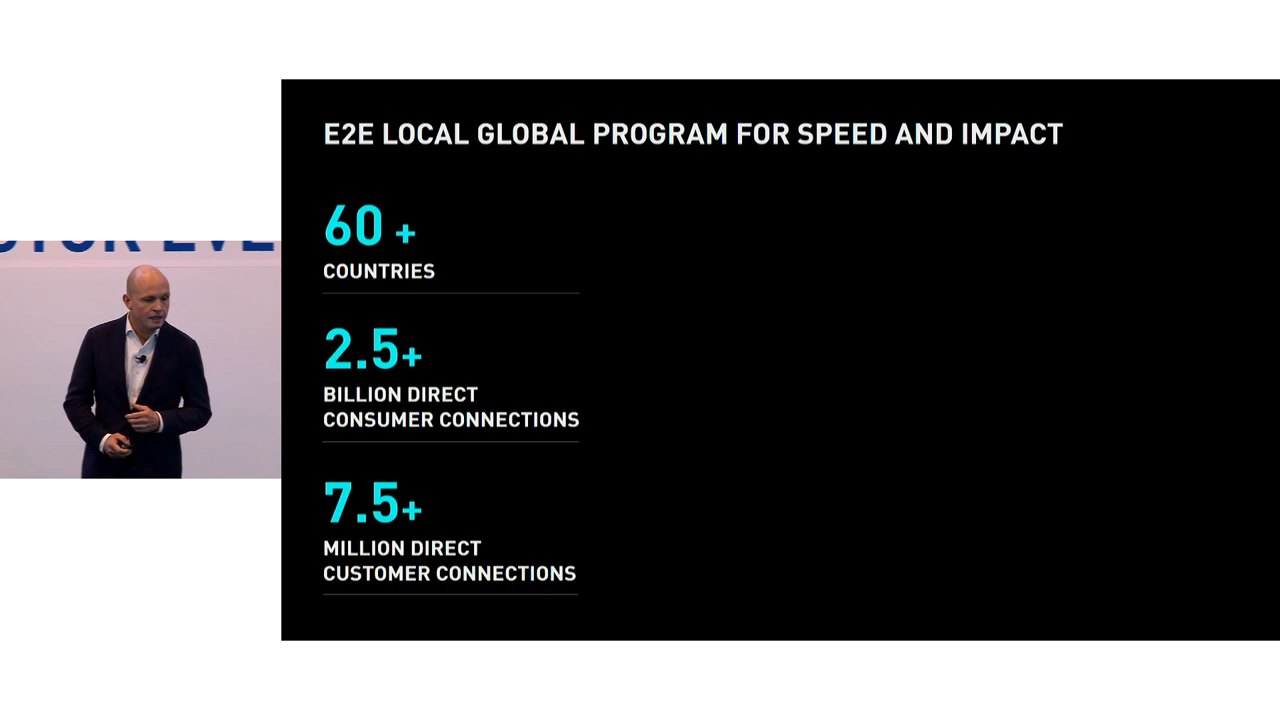 E2E LOCAL GLOBAL PROGRAM FOR SPEED AND IMPACT
60 +
COUNTRIES
2.5+
BILLION DIRECT
CONSUMER CONNECTIONS
7.5+
MILLION DIRECT
CUSTOMER CONNECTIONS